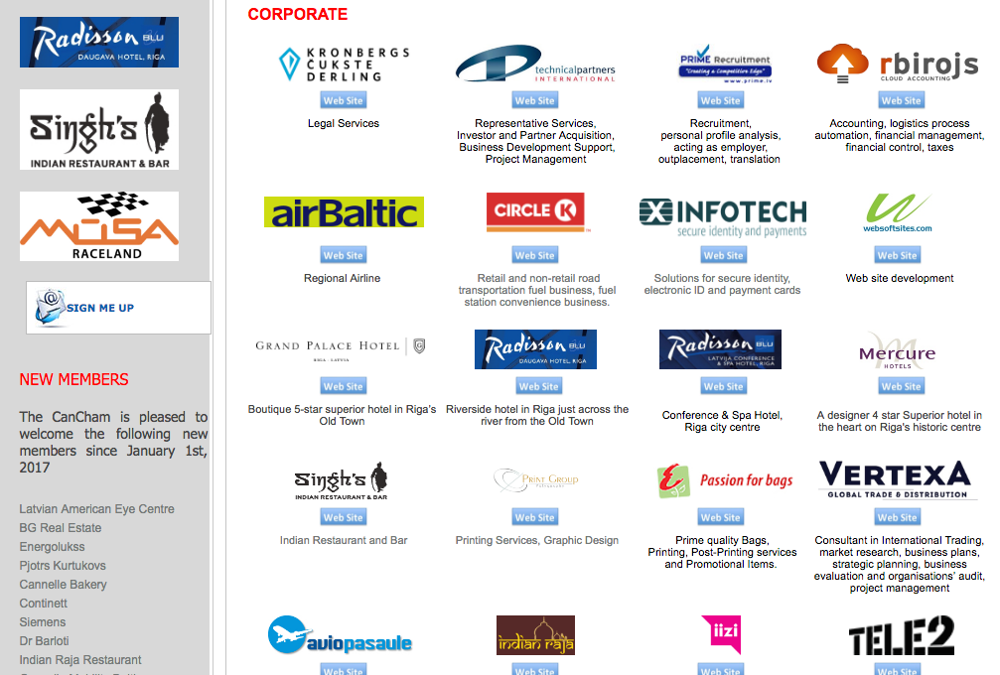 Radisson BLU
DAUGAVA HOTEL, RIGA
Singh's
INDIAN RESTAURANT & BAR
MŪSA
RACELAND
@
SIGN ME UP
NEW MEMBERS
The CanCham is pleased to
welcome the following new
members since January 1st,
2017
Latvian American Eye Centre
BG Real Estate
Energolukss
Pjotrs Kurtukovs
Cannelle Bakery
Continett
Siemens
Dr Barloti
Indian Raja Restaurant
CORPORATE
KRONBERGS
ČUKSTE
DERLING
Web Site
Legal Services
technicalpartners
INTERNATIONAL
Web Site
Representative Services,
Investor and Partner Acquisition,
Business Development Support,
Project Management
PRIME Recruitment
"Creating a Competitive Edge"
www.prime.lv
Web Site
Recruitment,
personal profile analysis,
acting as employer,
outplacement, translation
rbirojs
CLOUD ACCOUNTING
Web Site
Accounting, logistics process
automation, financial management,
financial control, taxes
airBaltic
Web Site
Regional Airline
CIRCLE K
Web Site
Retail and non-retail road
transportation fuel business, fuel
station convenience business.
X INFOTECH
secure identity and payments
Web Site
Solutions for secure identity,
electronic ID and payment cards
W
websoftsites.com
Web Site
Web site development
GRAND PALACE HOTEL G
RIGA - LATVIA
Web Site
Boutique 5-star superior hotel in Riga's
Old Town
Radisson BLU
DAUGAVA HOTEL, RIGA
Web Site
Riverside hotel in Riga just across the
river from the Old Town
Radisson BLU
LATVIJA CONFERENCE
& SPA HOTEL, RIGA
Web Site
Conference & Spa Hotel,
Riga city centre
m
Mercure
HOTELS
Web Site
A designer 4 star Superior hotel in
the heart on Riga's historic centre
Singh's
INDIAN RESTAURANT & BAR
Web Site
Indian Restaurant and Bar
PRINT GROUP
Web Site
Printing Services, Graphic Design
Passion for bags
Web Site
Prime quality Bags,
Printing, Post-Printing services
and Promotional Items.
VERTEXA
GLOBAL TRADE & DISTRIBUTION
Web Site
Consultant in International Trading,
market research, business plans,
strategic planning, business
evaluation and organisations' audit,
project management
aviopasaule
Web Site
indian raja
Web Site
iizi
Web Site
TELE2
Web Site